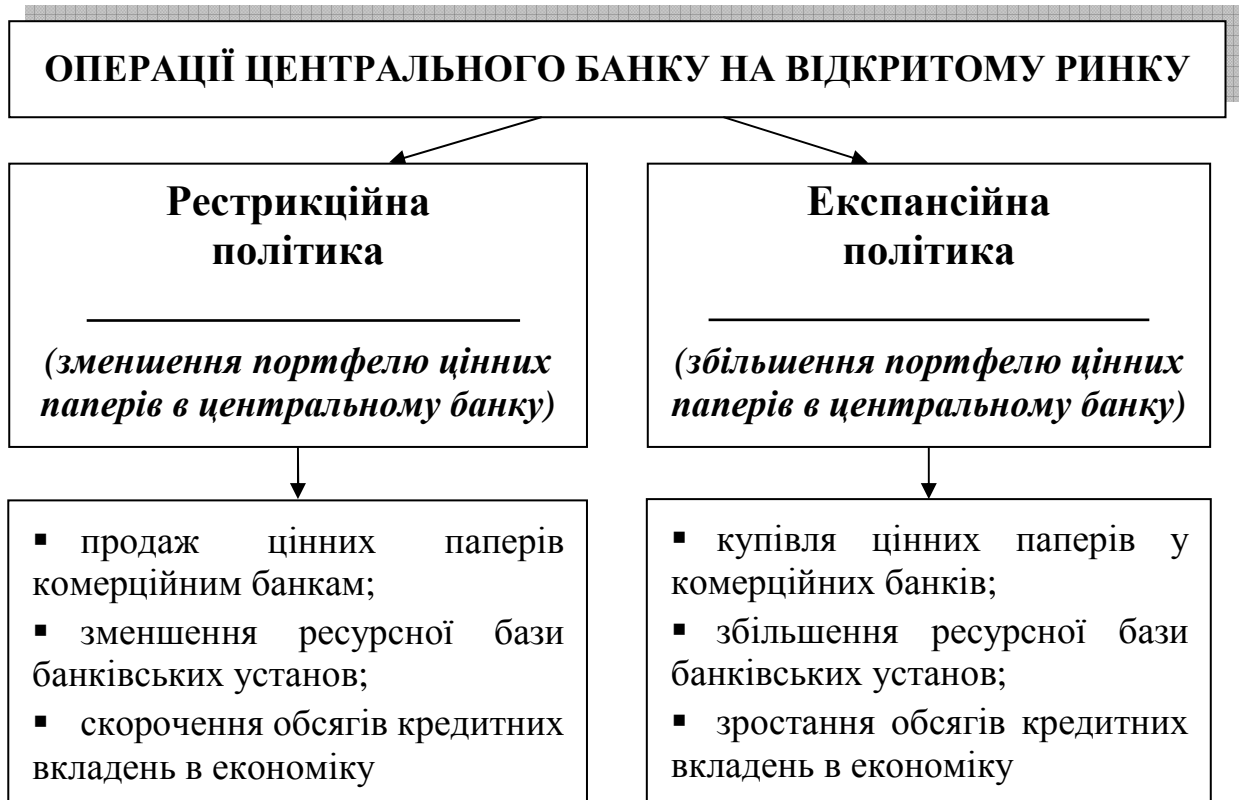 ОПЕРАЦІЇ ЦЕНТРАЛЬНОГО БАНКУ НА ВІДКРИТОМУ РИНКУ
Рестрикційна
політика
(зменшення портфелю цінних
паперів в центральному банку)
▪ продаж цінних паперів
комерційним банкам;
▪ зменшення ресурсної бази
банківських установ;
▪ скорочення обсягів кредитних
вкладень в економіку
Експансійна
політика
(збільшення портфелю цінних
паперів в центральному банку)
▪ купівля цінних паперів у
комерційних банків;
▪ збільшення ресурсної бази
банківських установ;
▪ зростання обсягів кредитних
вкладень в економіку